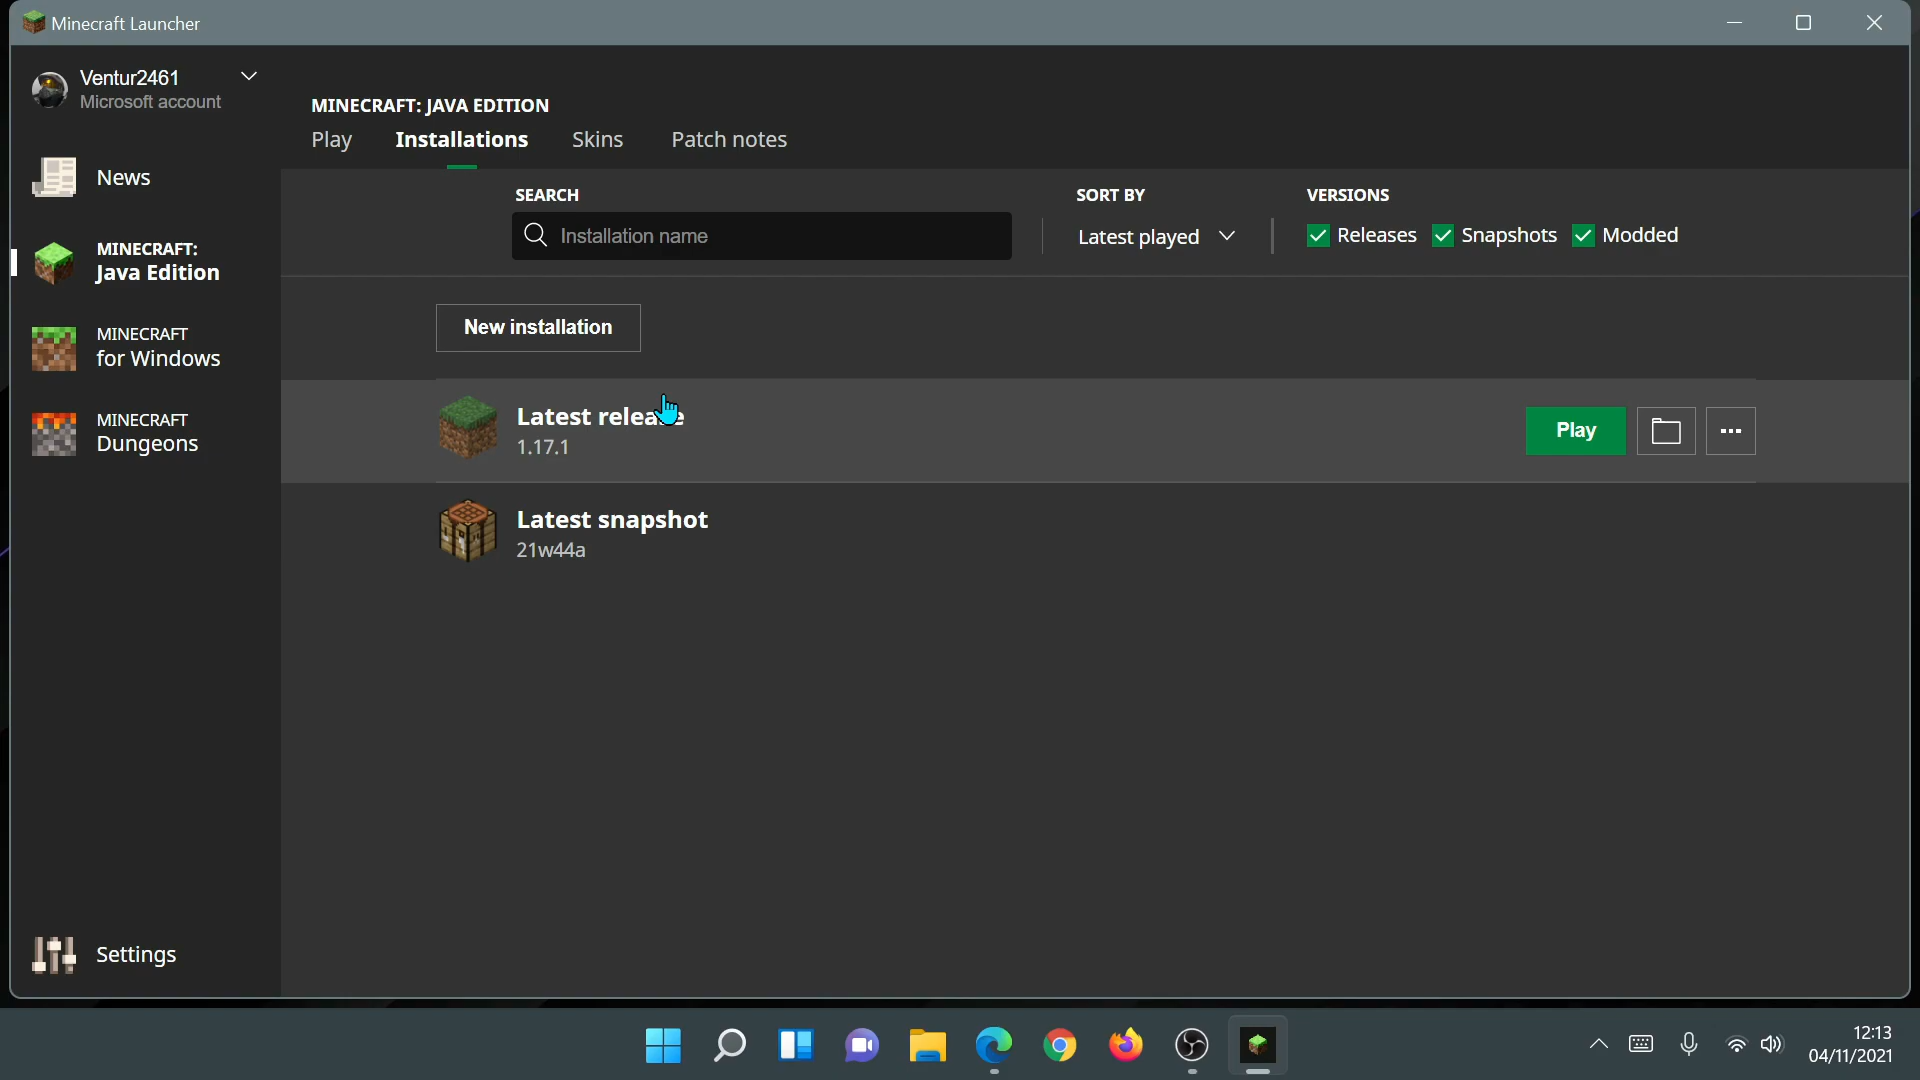 Minecraft Launcher
Ventur2461
Microsoft account
News
MINECRAFT:
Java Edition
MINECRAFT
for Windows
MINECRAFT
Dungeons
Settings
MINECRAFT: JAVA EDITION
Play Installations Skins Patch notes
SEARCH SORT BY VERSIONS
Installation name Latest played Releases Snapshots Modded
New installation
Latest release
1.17.1
Play
Latest snapshot
21w44a
12:13
04/11/2021